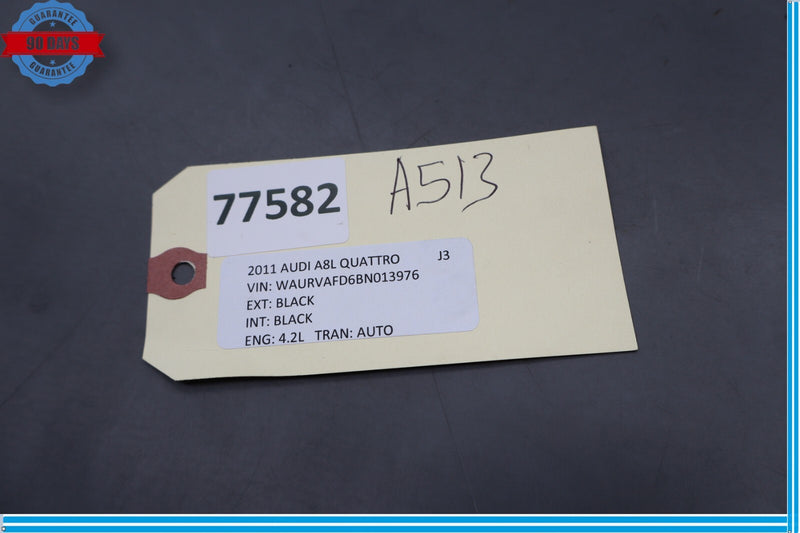 GUARANTEE
90 DAYS
GUARANTEE
77582
A513
2011 AUDI A8L QUATTRO J3
VIN: WAURVAFD6BN013976
EXT: BLACK
INT: BLACK
ENG: 4.2L TRAN: AUTO